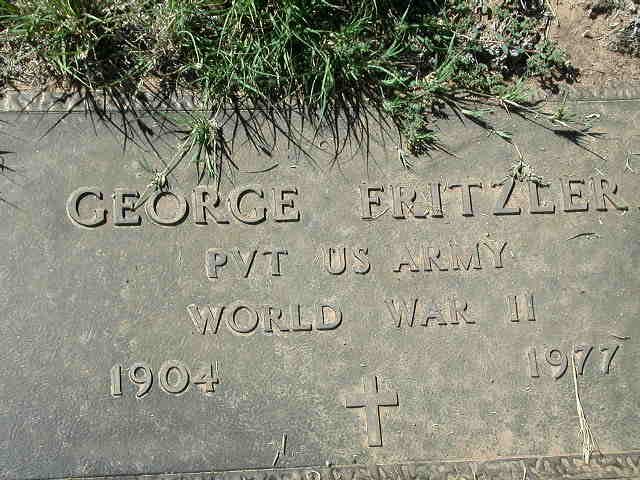 GEORGE FRITZLER
PVT US ARMY
WORLD WAR II
1904 1977